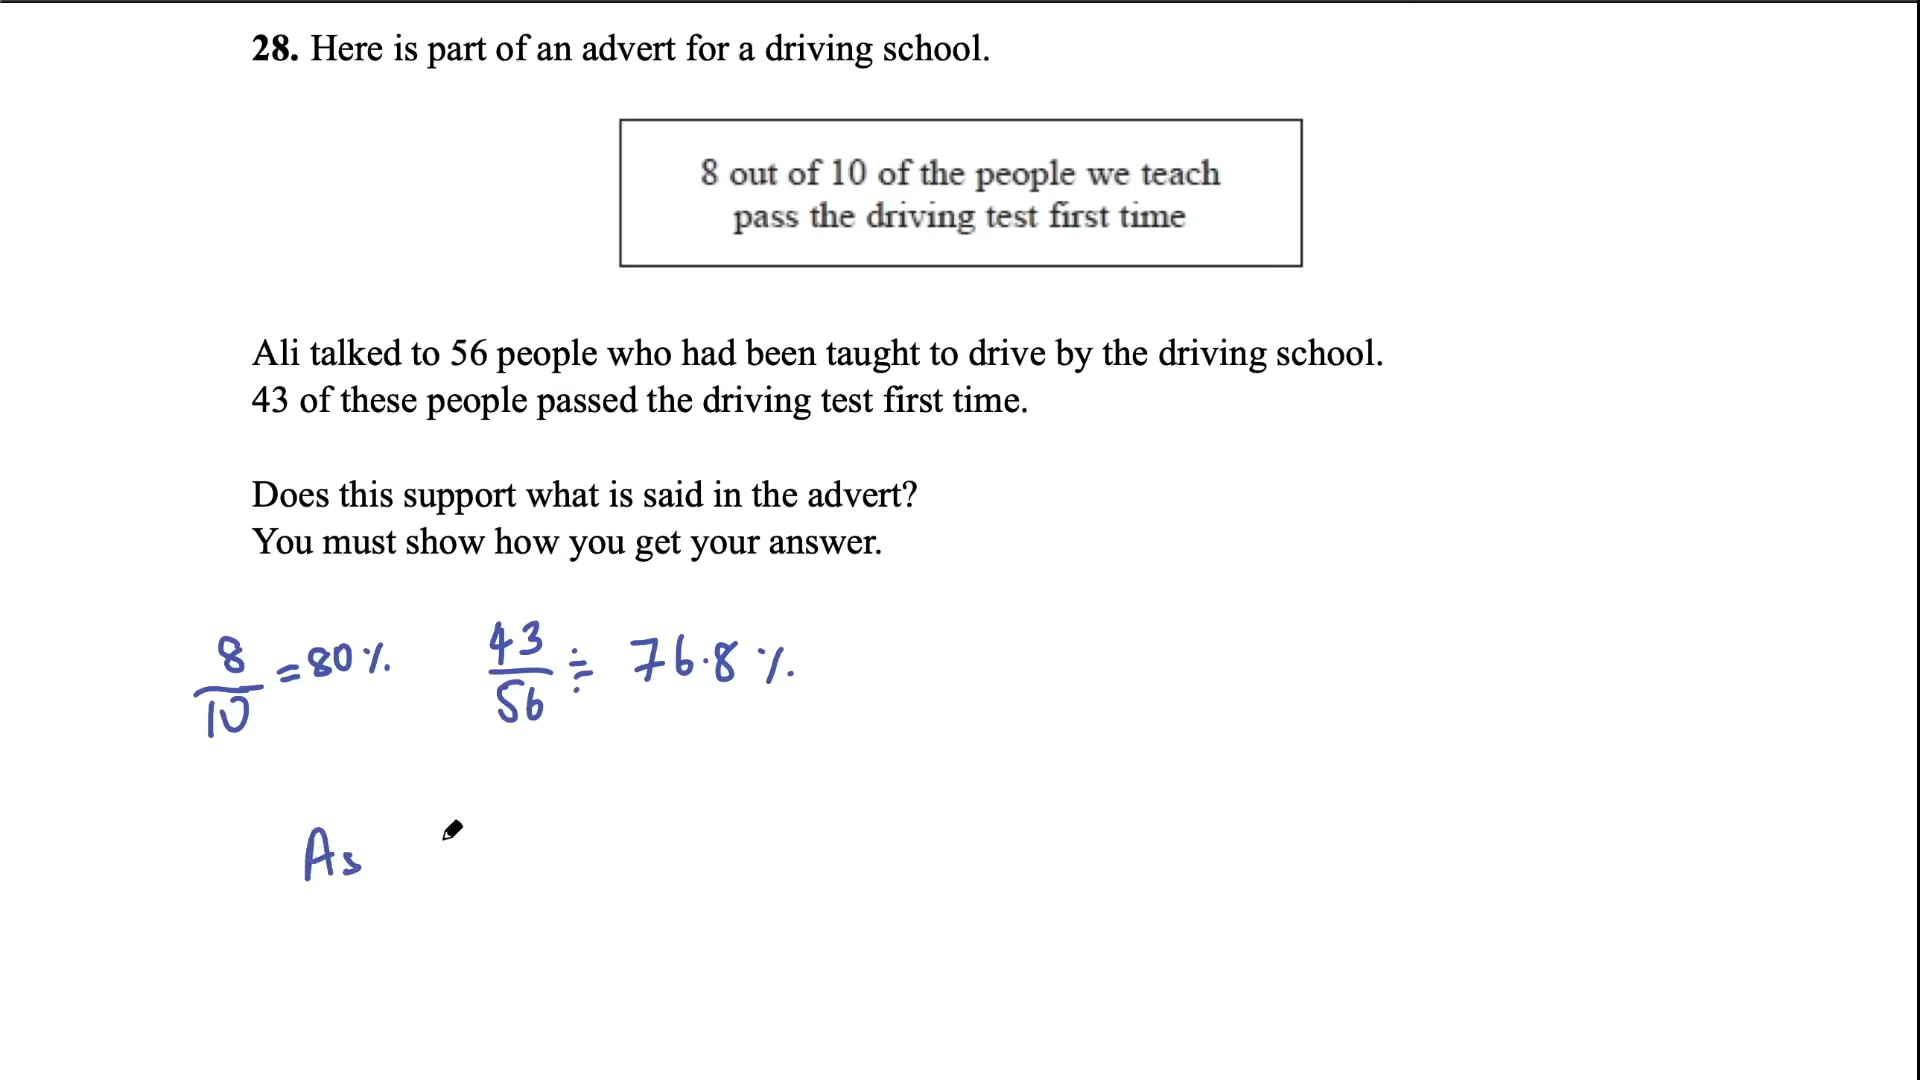 28. Here is part of an advert for a driving school.
8 out of 10 of the people we teach
pass the driving test first time
Ali talked to 56 people who had been taught to drive by the driving school.
43 of these people passed the driving test first time.
Does this support what is said in the advert?
You must show how you get your answer.
8/10 = 80% 43/56 ≑ 76.8%
As